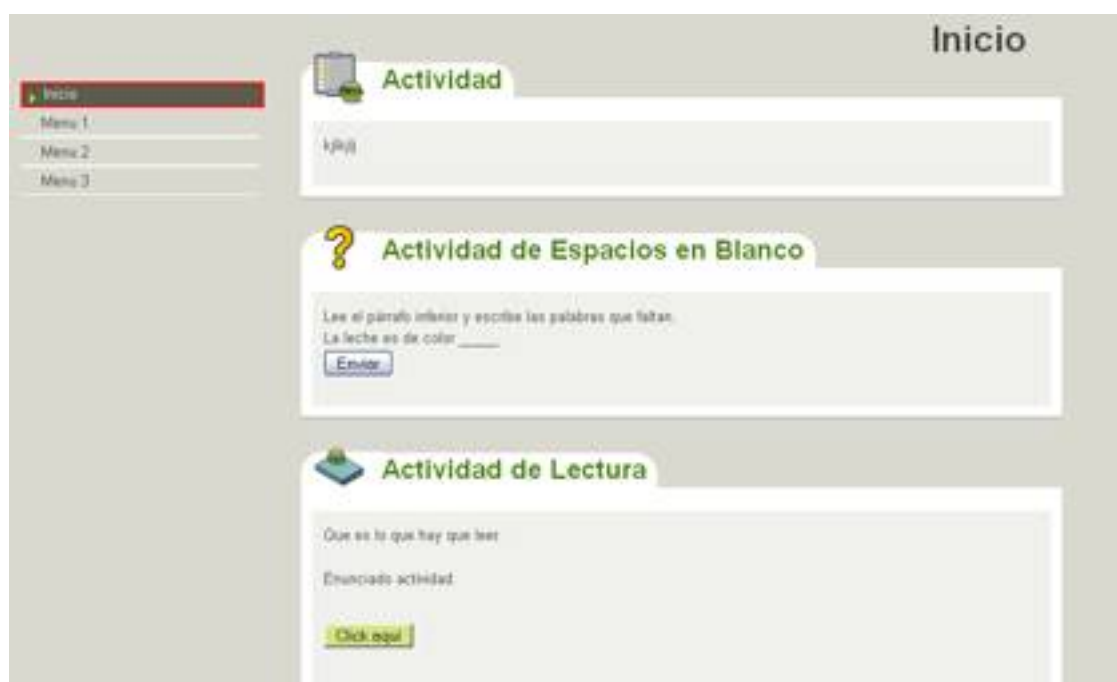 Inicio
Inicio
Menu 1
Menu 2
Menu 3
Actividad
Actividad de Espacios en Blanco
Lee el párrafo inferior y escribe las palabras que faltan.
La leche es de color _____
Enviar
Actividad de Lectura
Que es lo que hay que leer
Enunciado actividad
Click aquí